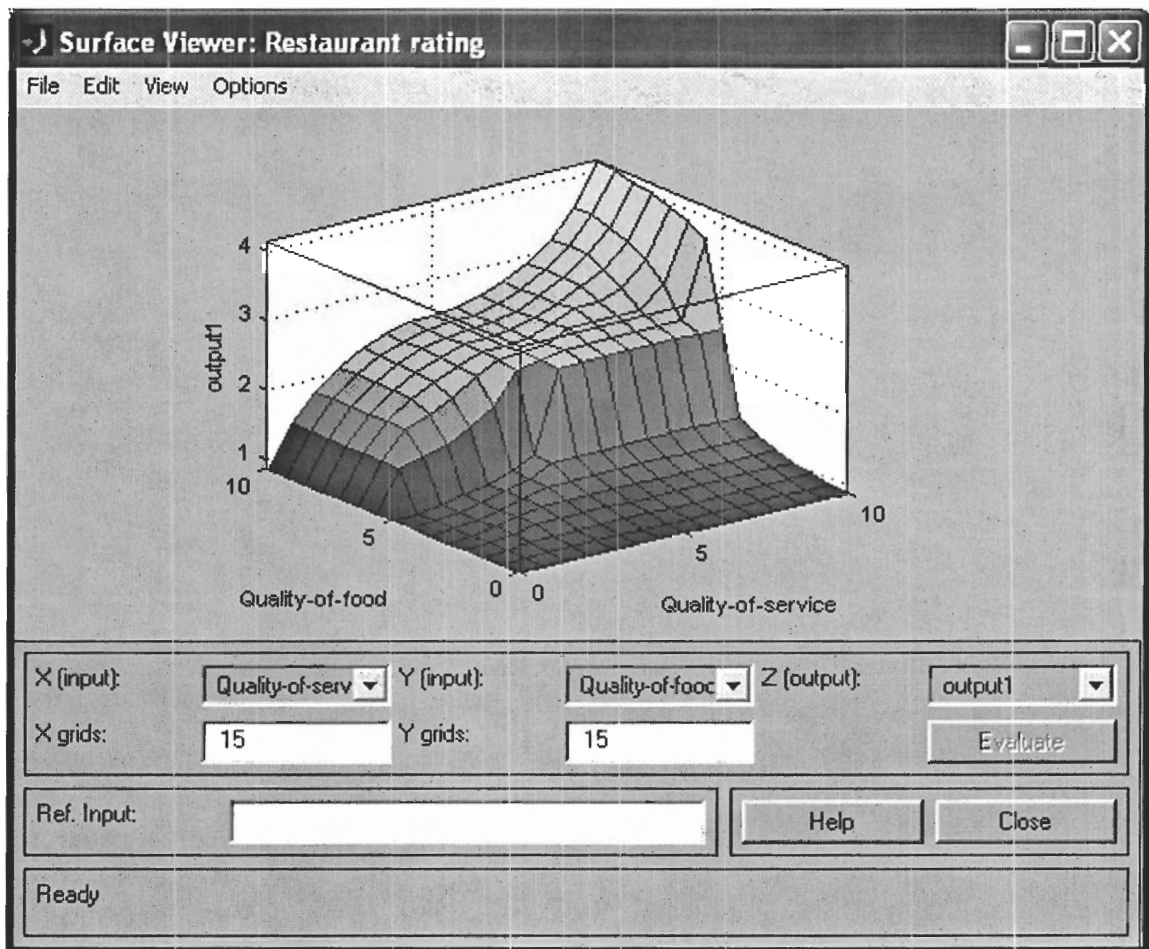 Surface Viewer: Restaurant rating
File Edit View Options
4
3
2
1
output1
10
5
0
0
5
10
Quality-of-food
Quality-of-service
X (input):
Quality-of-serv
Y (input):
Quality-of-food
Z (output):
output1
X grids:
15
Y grids:
15
Evaluate
Ref. Input:
Help
Close
Ready